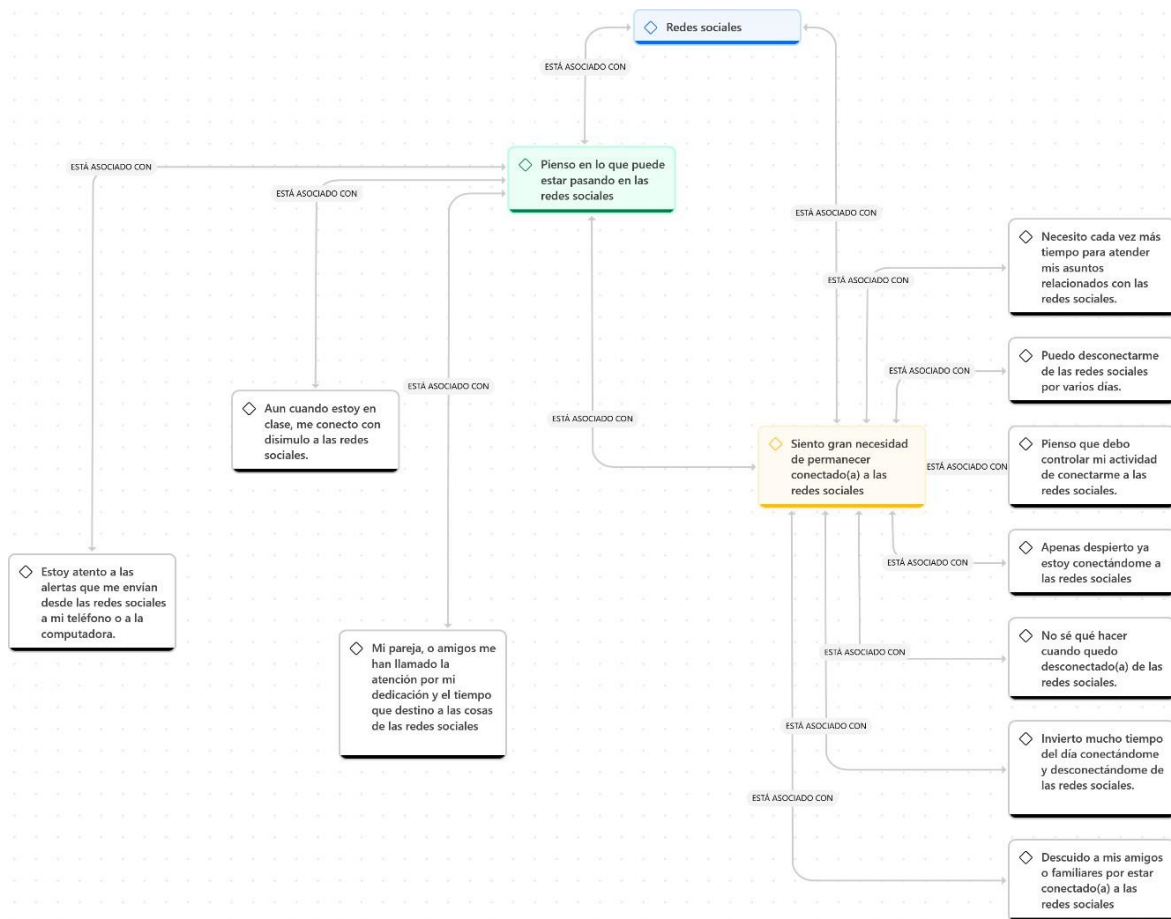 Redes sociales
ESTÁ ASOCIADO CON
Pienso en lo que puede
estar pasando en las
redes sociales
ESTÁ ASOCIADO CON
ESTÁ ASOCIADO CON
ESTÁ ASOCIADO CON
Necesito cada vez más
tiempo para atender
mis asuntos
relacionados con las
redes sociales.
ESTÁ ASOCIADO CON
Puedo desconectarme
de las redes sociales
por varios días.
ESTÁ ASOCIADO CON
ESTÁ ASOCIADO CON
Aun cuando estoy en
clase, me conecto con
disimulo a las redes
sociales.
ESTÁ ASOCIADO CON
Siento gran necesidad
de permanecer
conectado(a) a las
redes sociales
ESTÁ ASOCIADO CON
Pienso que debo
controlar mi actividad
de conectarme a las
redes sociales.
Apenas despierto ya
estoy conectándome a
las redes sociales
ESTÁ ASOCIADO CON
Estoy atento a las
alertas que me envían
desde las redes sociales
a mi teléfono o a la
computadora.
Mi pareja, o amigos me
han llamado la
atención por mi
dedicación y el tiempo
que destino a las cosas
de las redes sociales
No sé qué hacer
cuando quedo
desconectado(a) de las
redes sociales.
ESTÁ ASOCIADO CON
ESTÁ ASOCIADO CON
Invierto mucho tiempo
del día conectándome
y desconectándome de
las redes sociales.
ESTÁ ASOCIADO CON
Descuido a mis amigos
o familiares por estar
conectado(a) a las
redes sociales